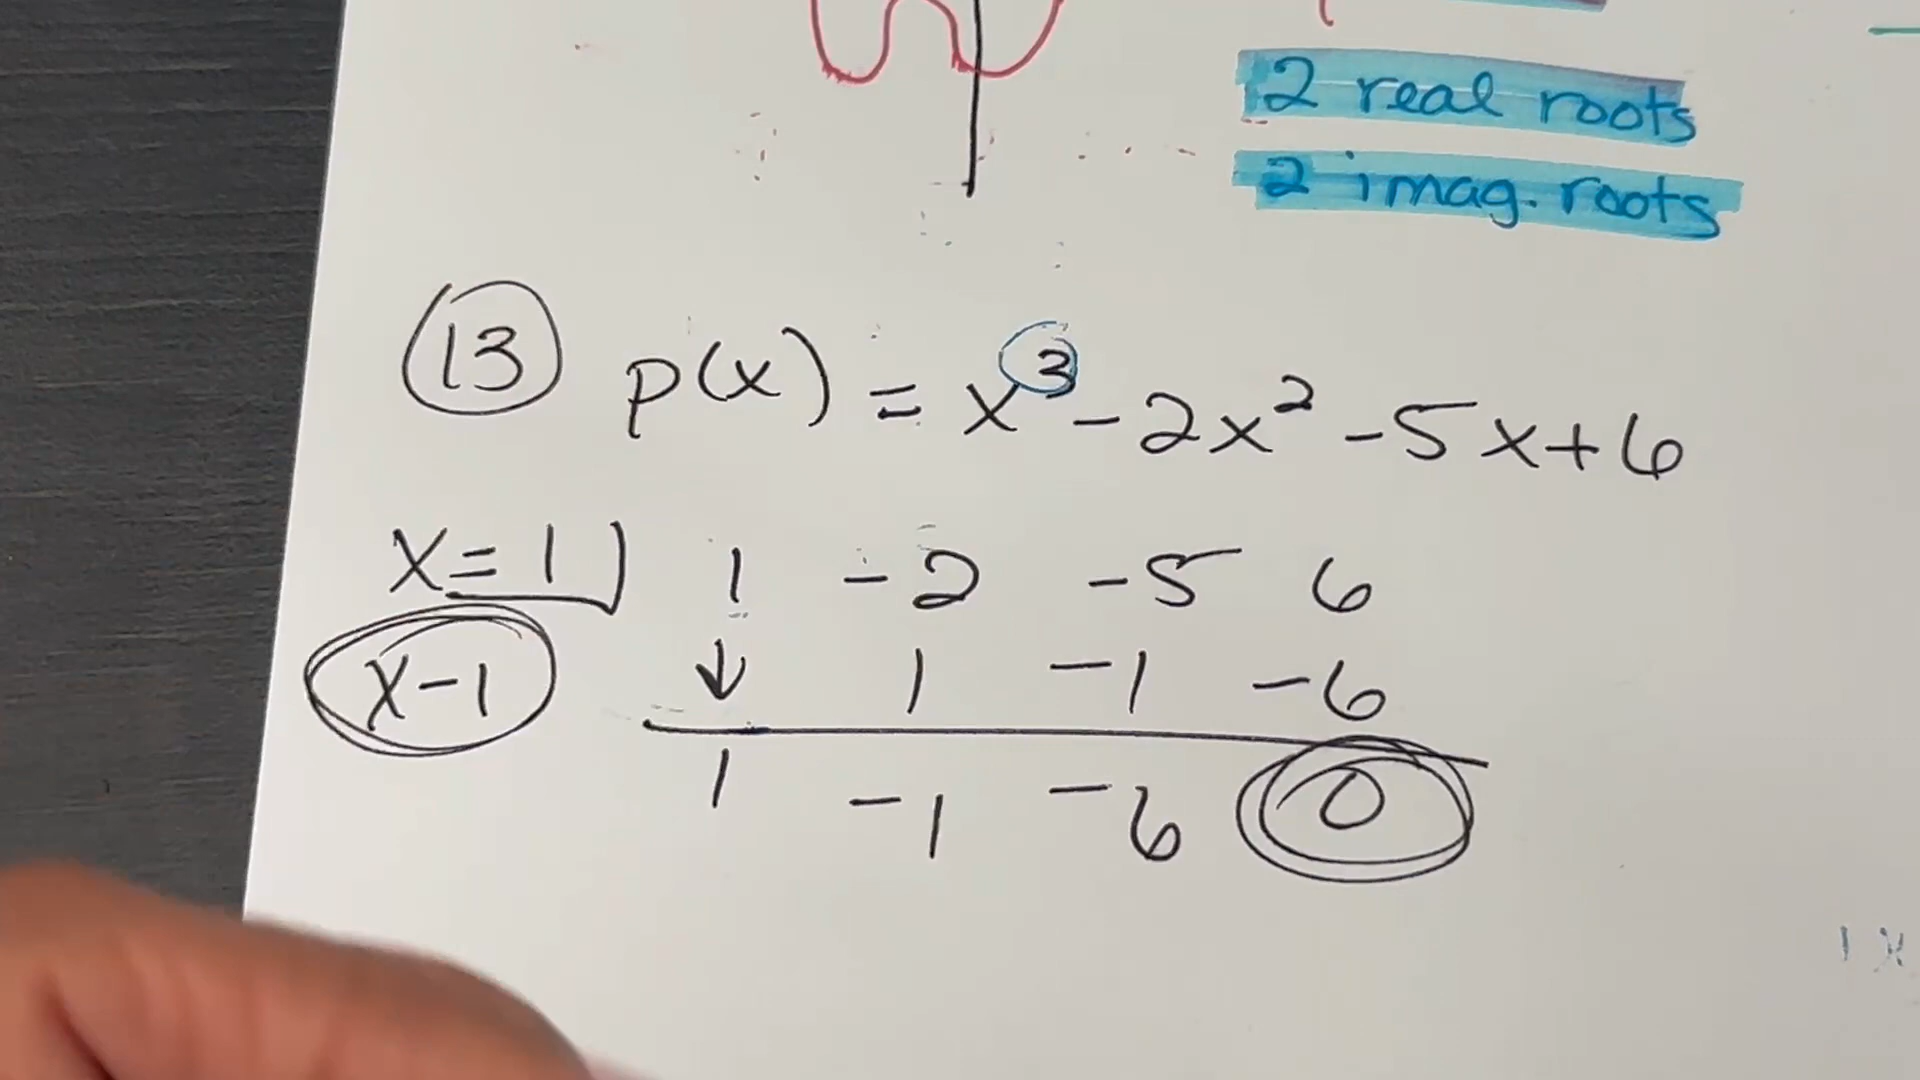 2 real roots
2 imag. roots
13 p(x) = x³ - 2x² - 5x + 6
x = 1 1 -2 -5 6
x - 1 ↓ 1 -1 -6
1 -1 -6 0